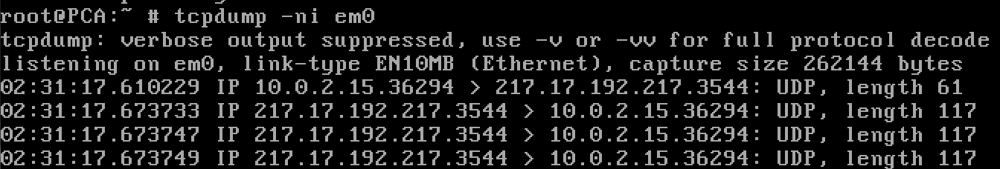 root@PCA:~ # tcpdump -ni em0
tcpdump: verbose output suppressed, use -v or -vv for full protocol decode
listening on em0, link-type EN10MB (Ethernet), capture size 262144 bytes
02:31:17.610229 IP 10.0.2.15.36294 > 217.17.192.217.3544: UDP, length 61
02:31:17.673733 IP 217.17.192.217.3544 > 10.0.2.15.36294: UDP, length 117
02:31:17.673747 IP 217.17.192.217.3544 > 10.0.2.15.36294: UDP, length 117
02:31:17.673749 IP 217.17.192.217.3544 > 10.0.2.15.36294: UDP, length 117